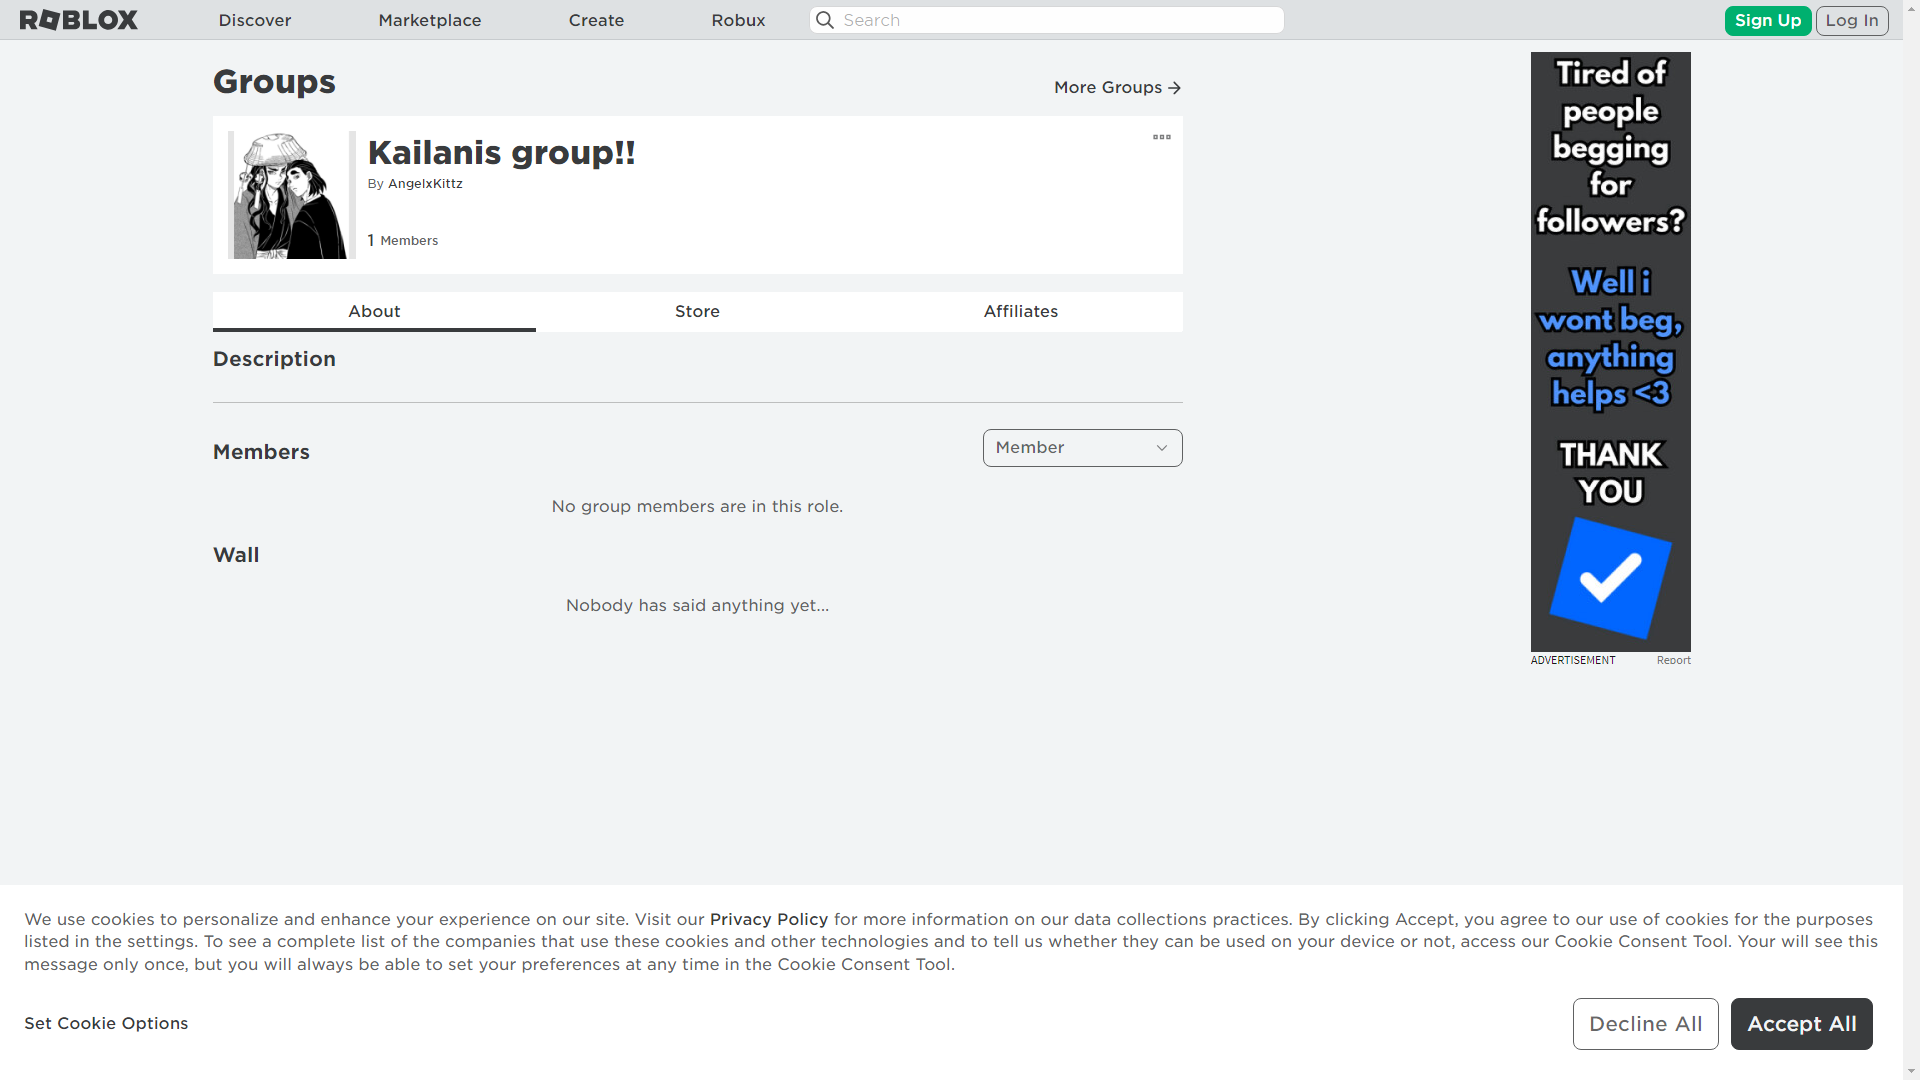 ROBLOX
Discover
Marketplace
Create
Robux
Search
Sign Up
Log In
Groups
More Groups
Kailanis group!!
By AngelxKittz
1 Members
About
Store
Affiliates
Description
Members
Member
No group members are in this role.
Wall
Nobody has said anything yet...
Tired of
people
begging
for
followers?
Well i
wont beg,
anything
helps <3
THANK
YOU
ADVERTISEMENT
Report
We use cookies to personalize and enhance your experience on our site. Visit our Privacy Policy for more information on our data collections practices. By clicking Accept, you agree to our use of cookies for the purposes
listed in the settings. To see a complete list of the companies that use these cookies and other technologies and to tell us whether they can be used on your device or not, access our Cookie Consent Tool. Your will see this
message only once, but you will always be able to set your preferences at any time in the Cookie Consent Tool.
Set Cookie Options
Decline All
Accept All